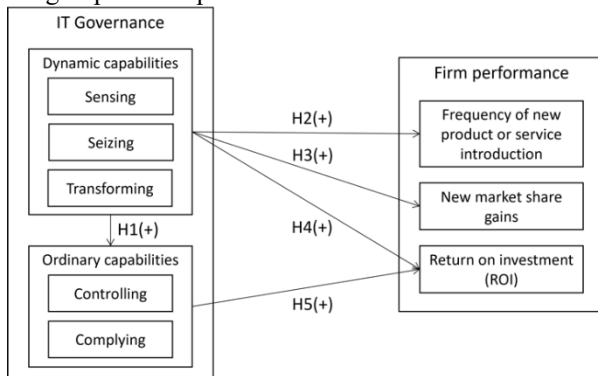 IT Governance
Dynamic capabilities
Sensing
Seizing
Transforming
H1(+)
Ordinary capabilities
Controlling
Complying
H2(+)
H3(+)
H4(+)
H5(+)
Firm performance
Frequency of new
product or service
introduction
New market share
gains
Return on investment
(ROI)